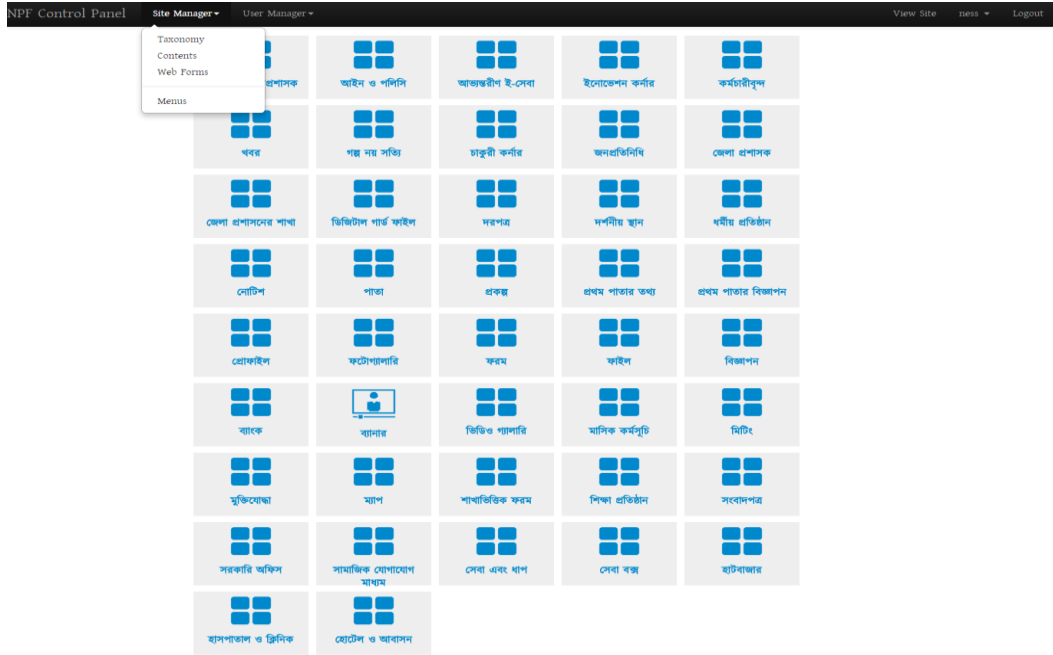 NPF Control Panel Site Manager User Manager View Site ness Logout
Taxonomy
Contents
Web Forms
Menus
প্রশাসক আইন ও পলিসি আভ্যন্তরীণ ই-সেবা ইনোভেশন কর্নার কর্মচারীবৃন্দ
খবর গল্প নয় সত্যি চাকুরী কর্নার জনপ্রতিনিধি জেলা প্রশাসক
জেলা প্রশাসনের শাখা ডিজিটাল গার্ড ফাইল দরপত্র দর্শনীয় স্থান ধর্মীয় প্রতিষ্ঠান
নোটিশ পাতা প্রকল্প প্রথম পাতার তথ্য প্রথম পাতার বিজ্ঞাপন
প্রোফাইল ফটোগ্যালারি ফরম ফাইল বিজ্ঞাপন
ব্যাংক ব্যানার ভিডিও গ্যালারি মাসিক কর্মসূচি মিটিং
মুক্তিযোদ্ধা ম্যাপ শাখাভিত্তিক ফরম শিক্ষা প্রতিষ্ঠান সংবাদপত্র
সরকারি অফিস সামাজিক যোগাযোগ সেবা এবং ধাপ সেবা বক্স হাটবাজার
মাধ্যম
হাসপাতাল ও ক্লিনিক হোটেল ও আবাসন